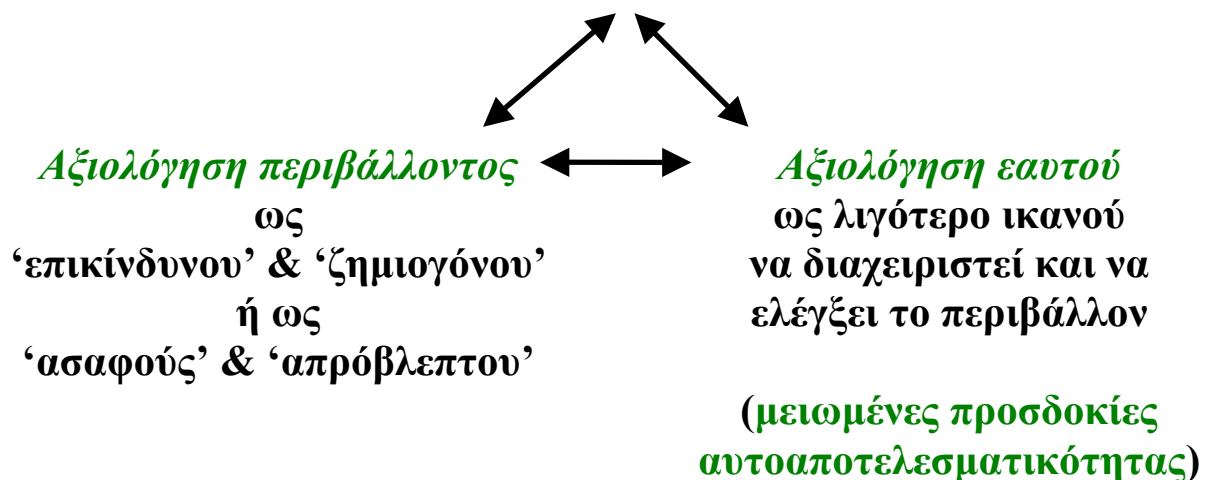 Αξιολόγηση περιβάλλοντος
ως
‘επικίνδυνου’ & ‘ζημιογόνου’
ή ως
‘ασαφούς’ & ‘απρόβλεπτου’
Αξιολόγηση εαυτού
ως λιγότερο ικανού
να διαχειριστεί και να
ελέγξει το περιβάλλον
(μειωμένες προσδοκίες
αυτοαποτελεσματικότητας)